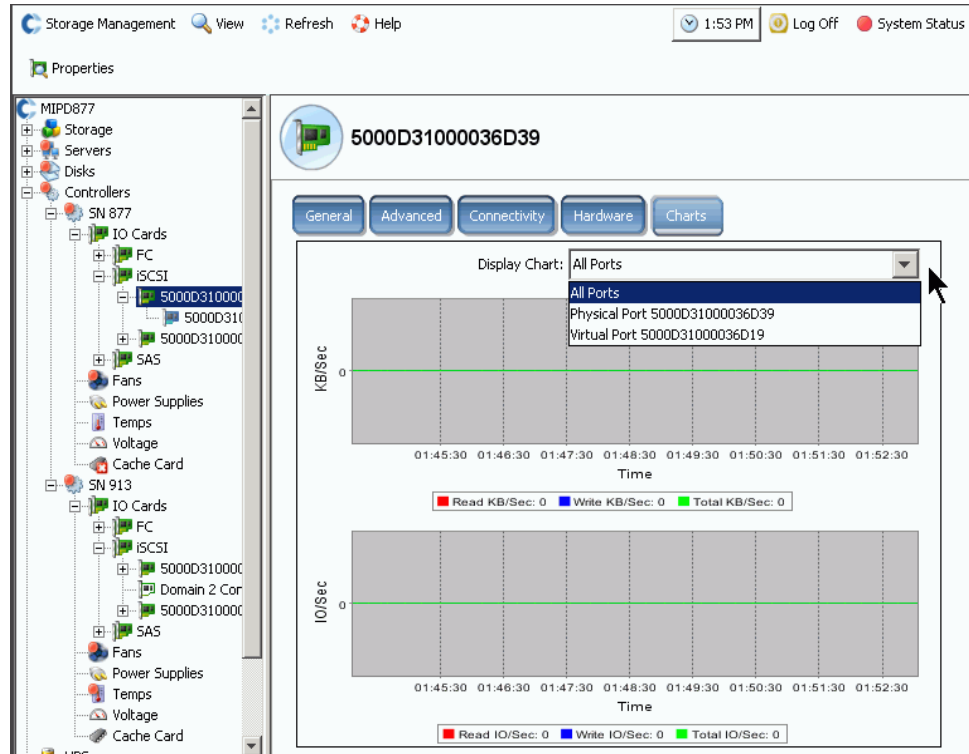 Storage Management View Refresh Help 1:53 PM Log Off System Status
Properties
MIPD877
Storage
Servers
Disks
Controllers
SN 877
IO Cards
FC
iSCSI
5000D310000
5000D310
5000D310000
SAS
Fans
Power Supplies
Temps
Voltage
Cache Card
SN 913
IO Cards
FC
iSCSI
5000D310000
Domain 2 Cor
5000D310000
SAS
Fans
Power Supplies
Temps
Voltage
Cache Card
5000D31000036D39
General Advanced Connectivity Hardware Charts
Display Chart: All Ports
All Ports
Physical Port 5000D31000036D39
Virtual Port 5000D31000036D19
KB/Sec
0
01:45:30 01:46:30 01:47:30 01:48:30 01:49:30 01:50:30 01:51:30 01:52:30
Time
Read KB/Sec: 0 Write KB/Sec: 0 Total KB/Sec: 0
IO/Sec
0
01:45:30 01:46:30 01:47:30 01:48:30 01:49:30 01:50:30 01:51:30 01:52:30
Time
Read IO/Sec: 0 Write IO/Sec: 0 Total IO/Sec: 0